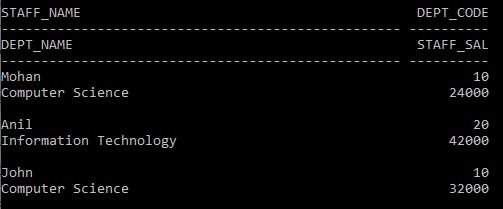 STAFF_NAME DEPT_CODE
-------------------------------------------------- ----------
DEPT_NAME STAFF_SAL
-------------------------------------------------- ----------
Mohan 10
Computer Science 24000
Anil 20
Information Technology 42000
John 10
Computer Science 32000